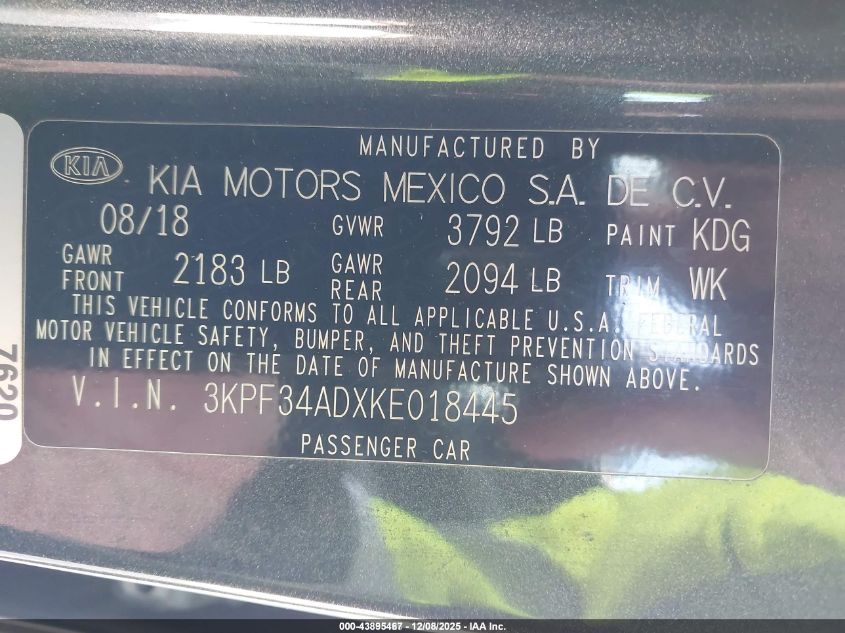 MANUFACTURED BY
KIA KIA MOTORS MEXICO S.A. DE C.V.
08/18 GVWR 3792 LB PAINT KDG
GAWR FRONT 2183 LB GAWR REAR 2094 LB TRIM WK
THIS VEHICLE CONFORMS TO ALL APPLICABLE U.S.A. FEDERAL
MOTOR VEHICLE SAFETY, BUMPER, AND THEFT PREVENTION STANDARDS
IN EFFECT ON THE DATE OF MANUFACTURE SHOWN ABOVE.
V.I.N. 3KPF34ADXKE018445
PASSENGER CAR
7620
000-43895467 - 12/08/2025 - IAA Inc.